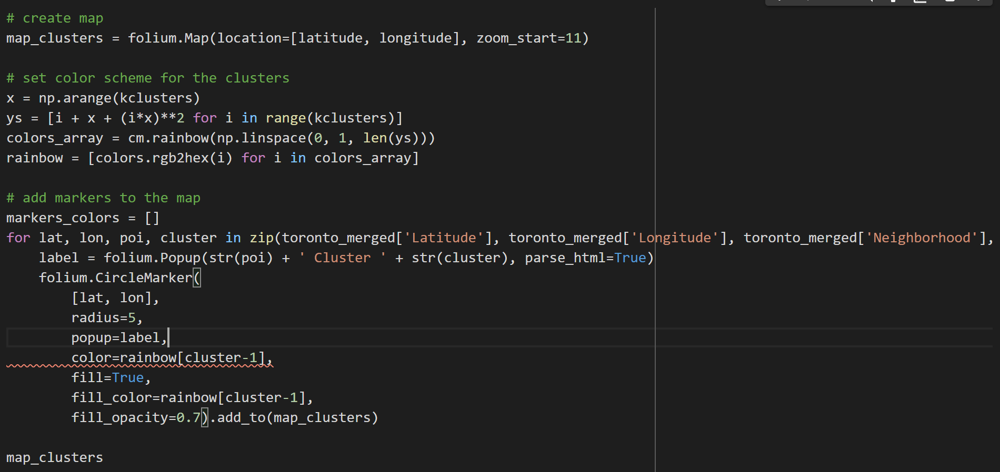 # create map
map_clusters = folium.Map(location=[latitude, longitude], zoom_start=11)
# set color scheme for the clusters
x = np.arange(kclusters)
ys = [i + x + (i*x)**2 for i in range(kclusters)]
colors_array = cm.rainbow(np.linspace(0, 1, len(ys)))
rainbow = [colors.rgb2hex(i) for i in colors_array]
# add markers to the map
markers_colors = []
for lat, lon, poi, cluster in zip(toronto_merged['Latitude'], toronto_merged['Longitude'], toronto_merged['Neighborhood'],
    label = folium.Popup(str(poi) + ' Cluster ' + str(cluster), parse_html=True)
    folium.CircleMarker(
        [lat, lon],
        radius=5,
        popup=label,
        color=rainbow[cluster-1],
        fill=True,
        fill_color=rainbow[cluster-1],
        fill_opacity=0.7).add_to(map_clusters)
map_clusters